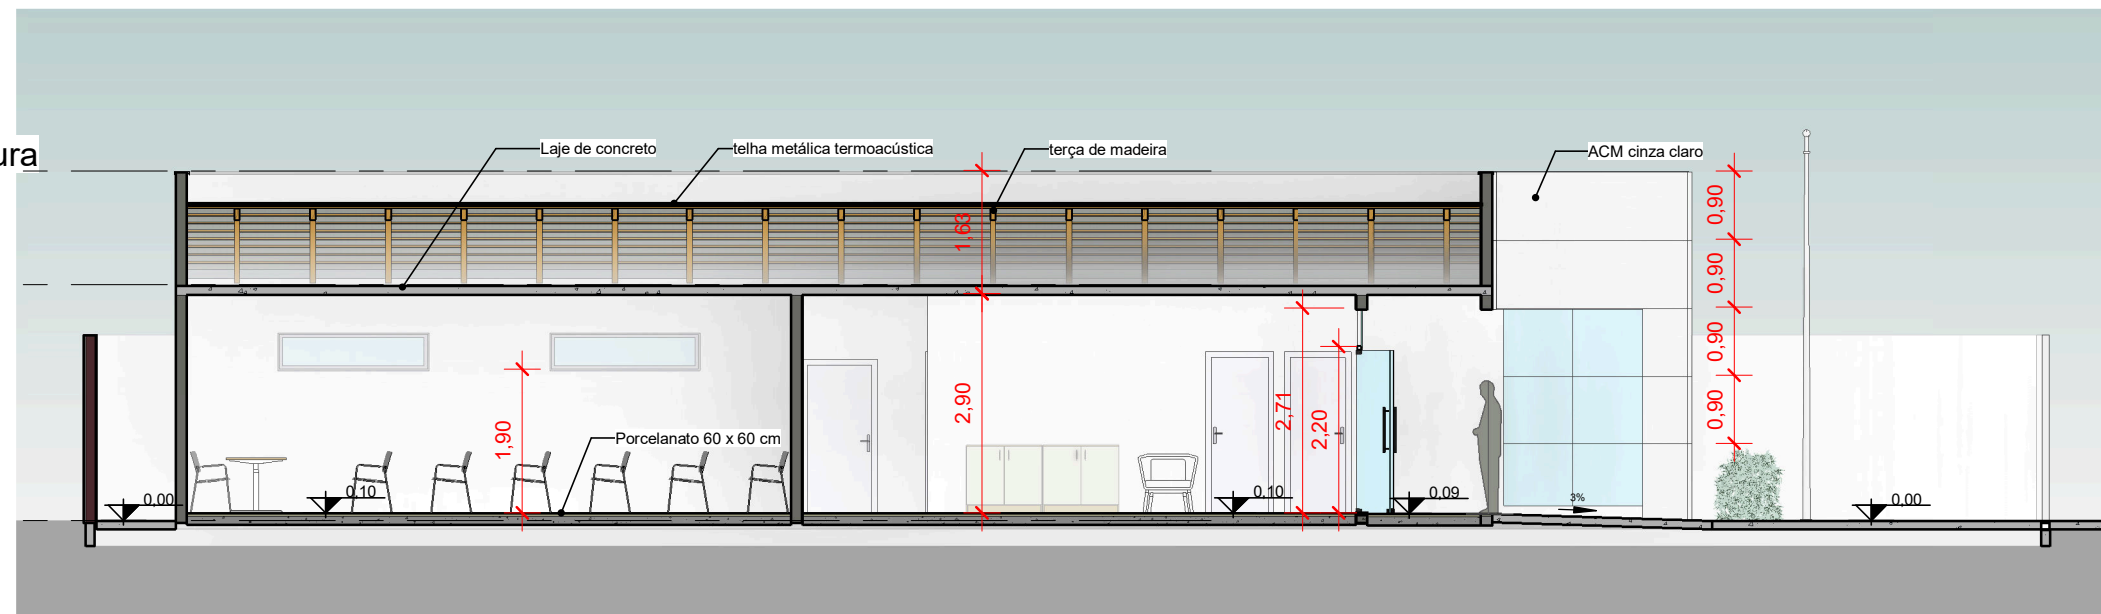 ura
Laje de concreto
telha metálica termoacústica
terça de madeira
ACM cinza claro
0,90
1,63
0,90
0,90
2,90
2,71
2,20
0,90
1,90
Porcelanato 60 x 60 cm
0,00
0,10
0,10
0,09
3%
0,00